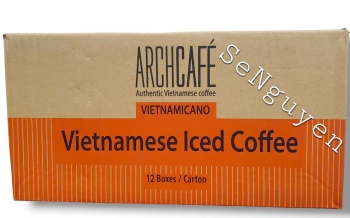 ARCHCAFÉ
Authentic Vietnamese coffee
VIETNAMICANO
Vietnamese Iced Coffee
12 Boxes / Carton
SeNguyen